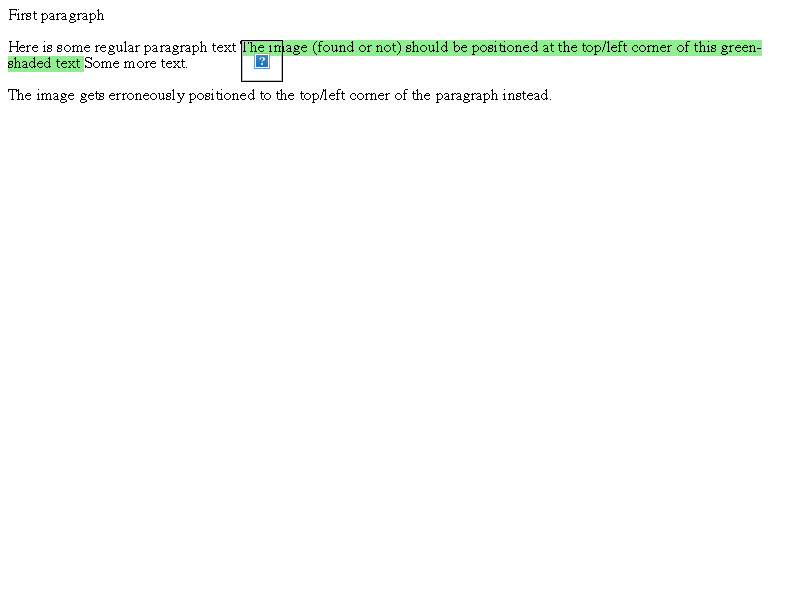 First paragraph
Here is some regular paragraph text The image (found or not) should be positioned at the top/left corner of this green-
shaded text Some more text.
The image gets erroneously positioned to the top/left corner of the paragraph instead.